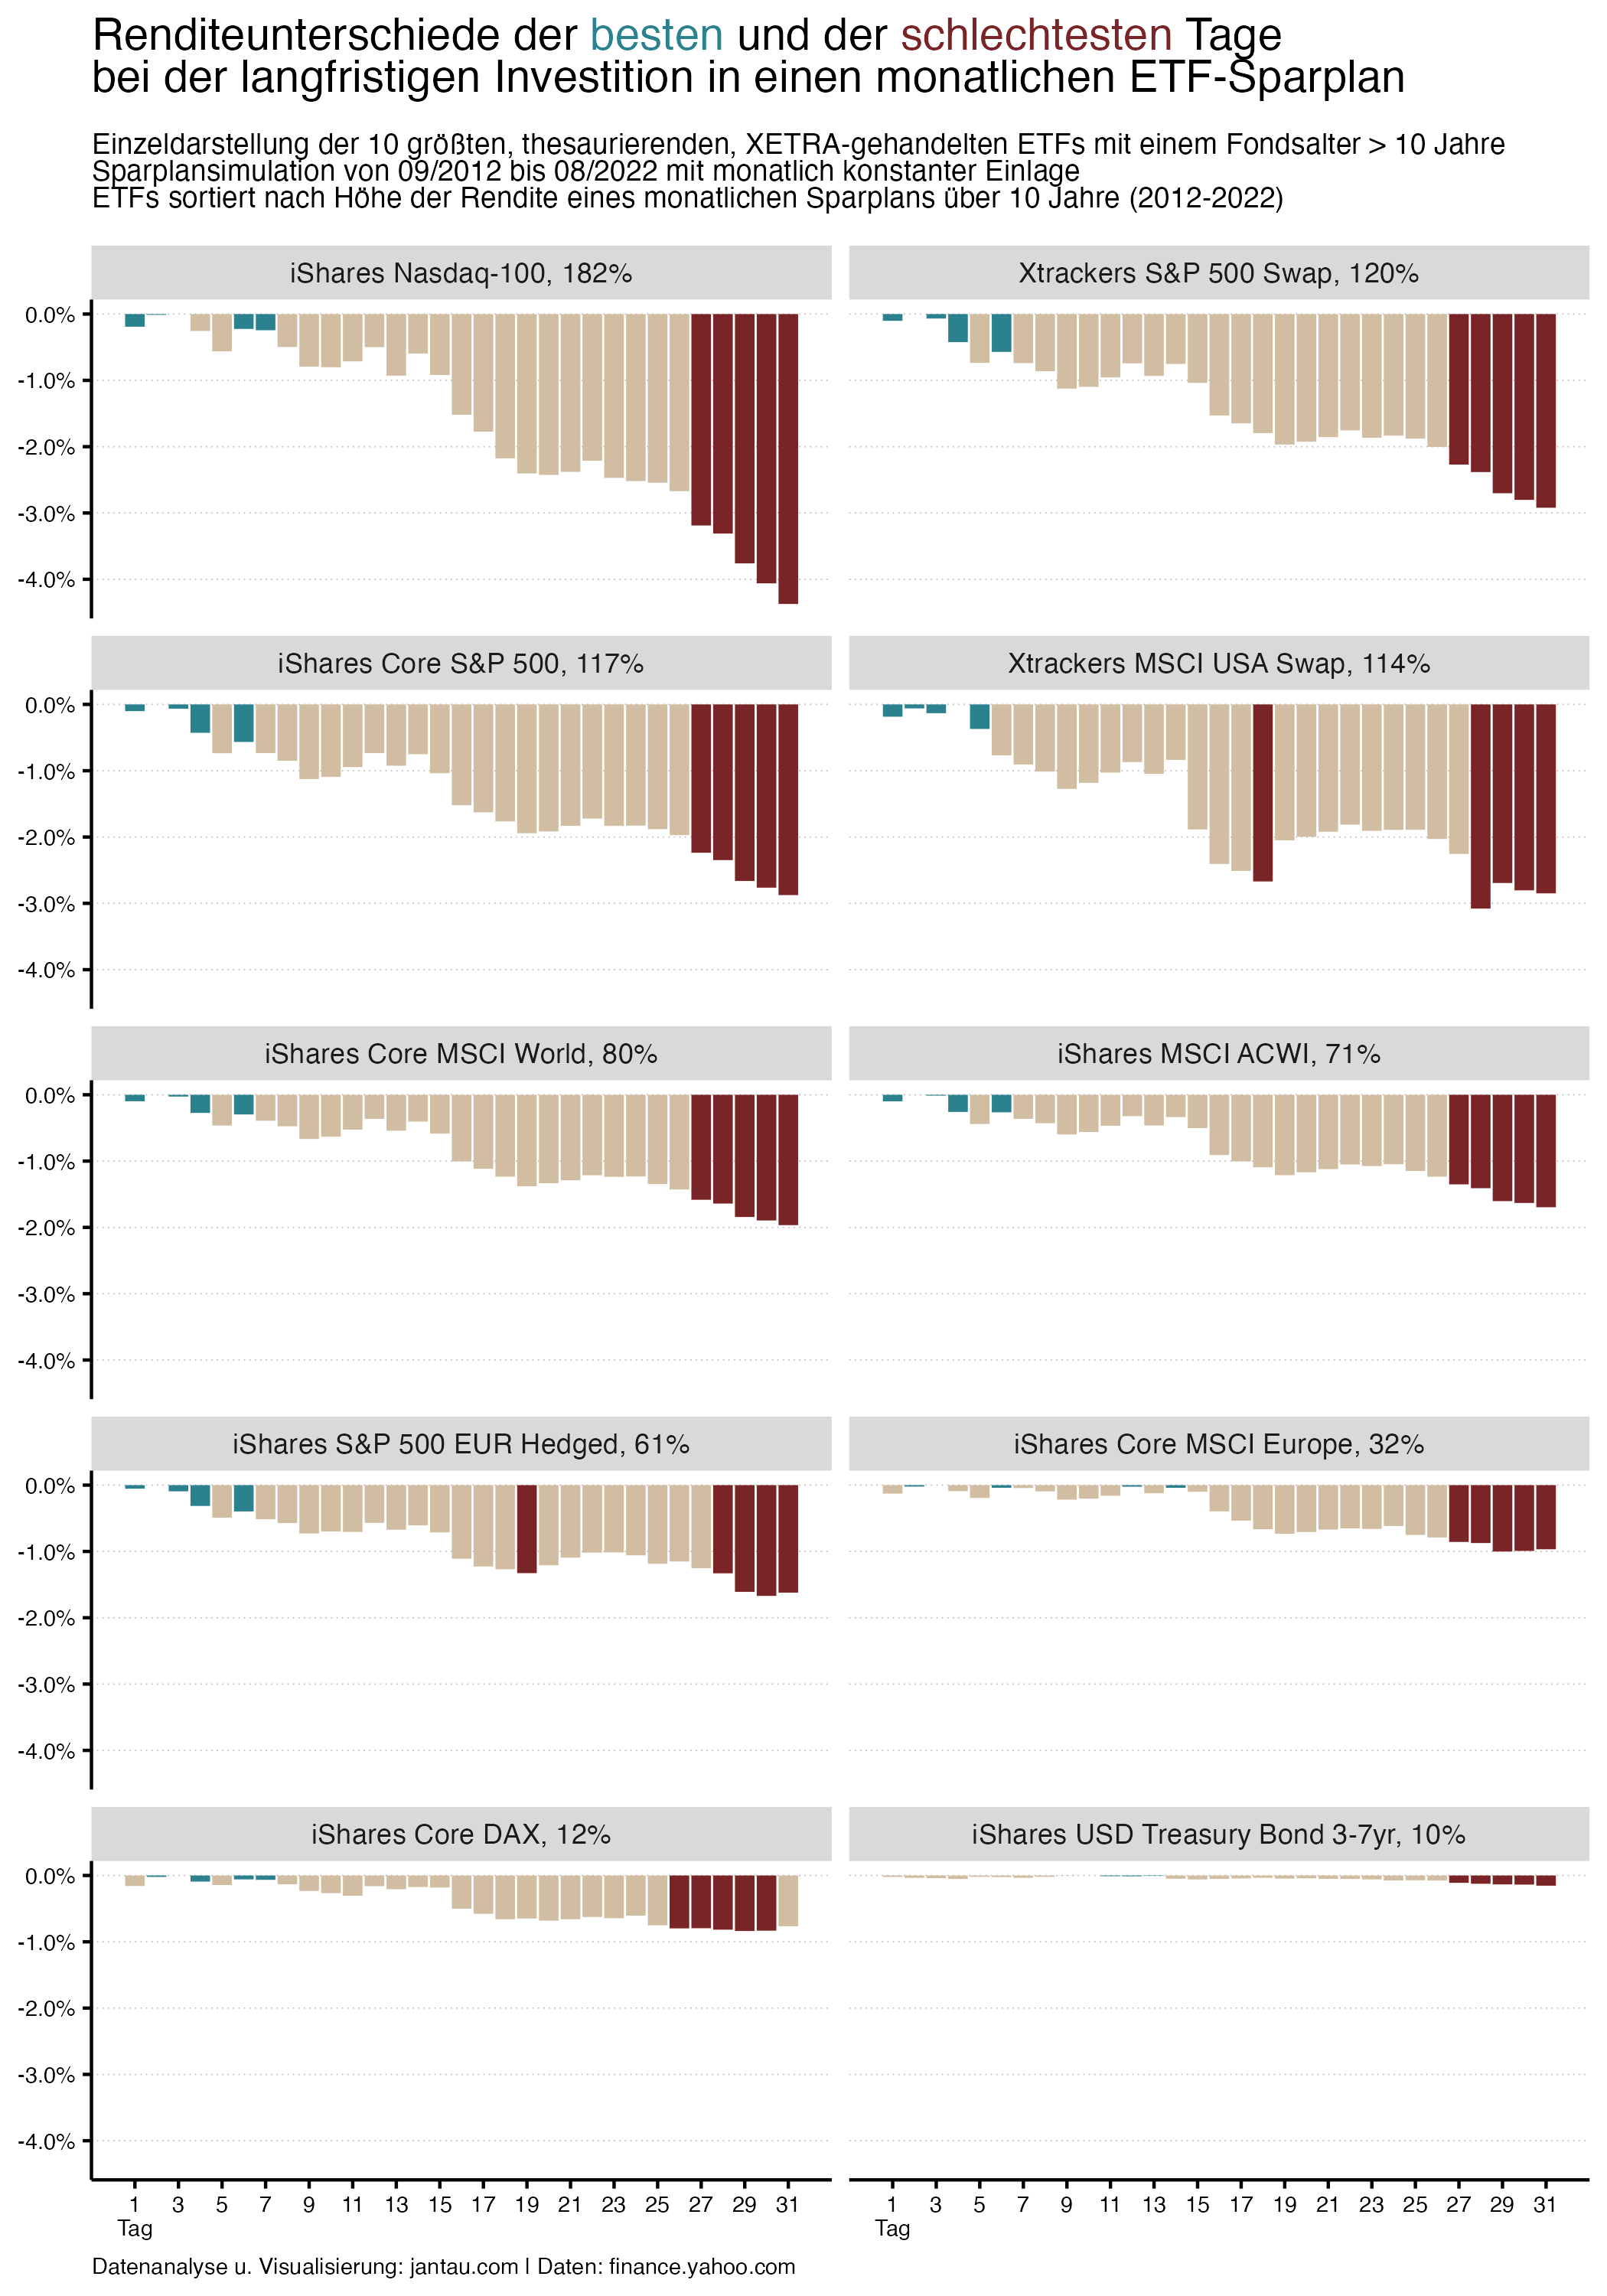 Renditeunterschiede der besten und der schlechtesten Tage
bei der langfristigen Investition in einen monatlichen ETF-Sparplan
Einzeldarstellung der 10 größten, thesaurierenden, XETRA-gehandelten ETFs mit einem Fondsalter > 10 Jahre
Sparplansimulation von 09/2012 bis 08/2022 mit monatlich konstanter Einlage
ETFs sortiert nach Höhe der Rendite eines monatlichen Sparplans über 10 Jahre (2012-2022)
iShares Nasdaq-100, 182%
Xtrackers S&P 500 Swap, 120%
0.0%
-1.0%
-2.0%
-3.0%
-4.0%
iShares Core S&P 500, 117%
Xtrackers MSCI USA Swap, 114%
0.0%
-1.0%
-2.0%
-3.0%
-4.0%
iShares Core MSCI World, 80%
iShares MSCI ACWI, 71%
0.0%
-1.0%
-2.0%
-3.0%
-4.0%
iShares S&P 500 EUR Hedged, 61%
iShares Core MSCI Europe, 32%
0.0%
-1.0%
-2.0%
-3.0%
-4.0%
iShares Core DAX, 12%
iShares USD Treasury Bond 3-7yr, 10%
0.0%
-1.0%
-2.0%
-3.0%
-4.0%
1 3 5 7 9 11 13 15 17 19 21 23 25 27 29 31
Tag
1 3 5 7 9 11 13 15 17 19 21 23 25 27 29 31
Tag
Datenanalyse u. Visualisierung: jantau.com | Daten: finance.yahoo.com